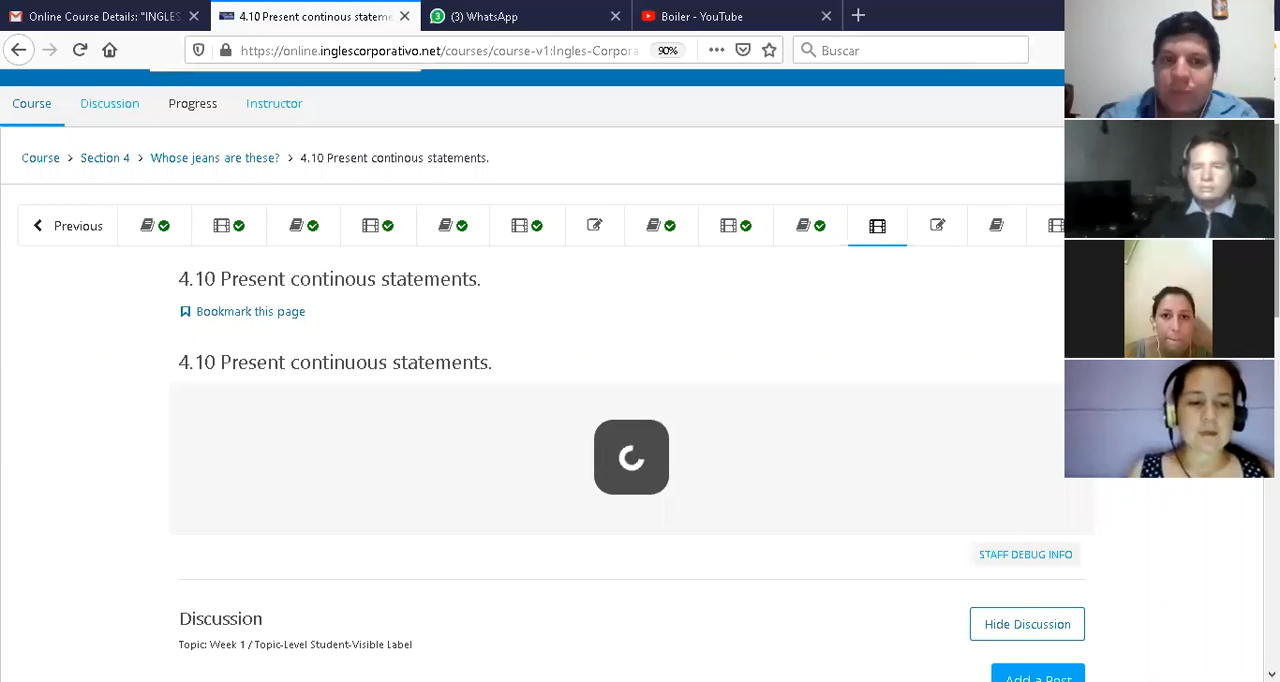 Online Course Details: "INGLES
4.10 Present continous stateme
(3) WhatsApp
Boiler - YouTube
https://online.inglescorporativo.net/courses/course-v1:Ingles-Corpora
90%
Buscar
Course
Discussion
Progress
Instructor
Course > Section 4 > Whose jeans are these? > 4.10 Present continous statements.
Previous
4.10 Present continous statements.
Bookmark this page
4.10 Present continuous statements.
STAFF DEBUG INFO
Discussion
Hide Discussion
Topic: Week 1 / Topic-Level Student-Visible Label
Add a Post